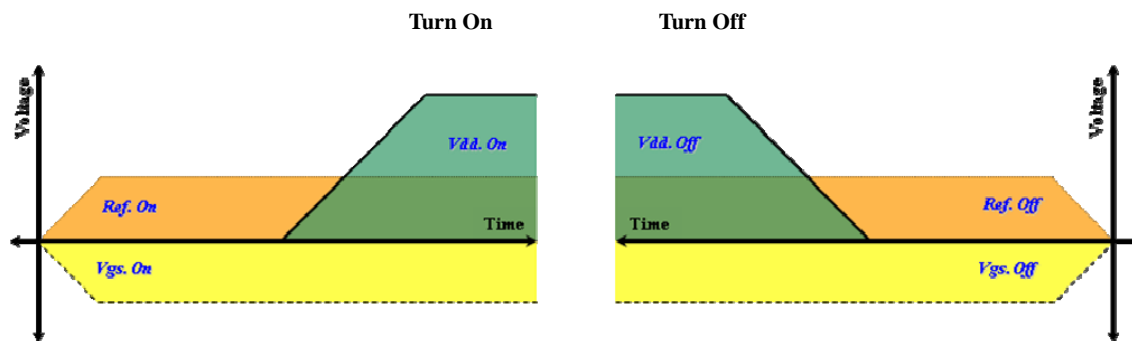 Turn On
Turn Off
Voltage
Vdd. On
Ref. On
Time
Vgs. On
Vdd. Off
Ref. Off
Time
Vgs. Off
Voltage